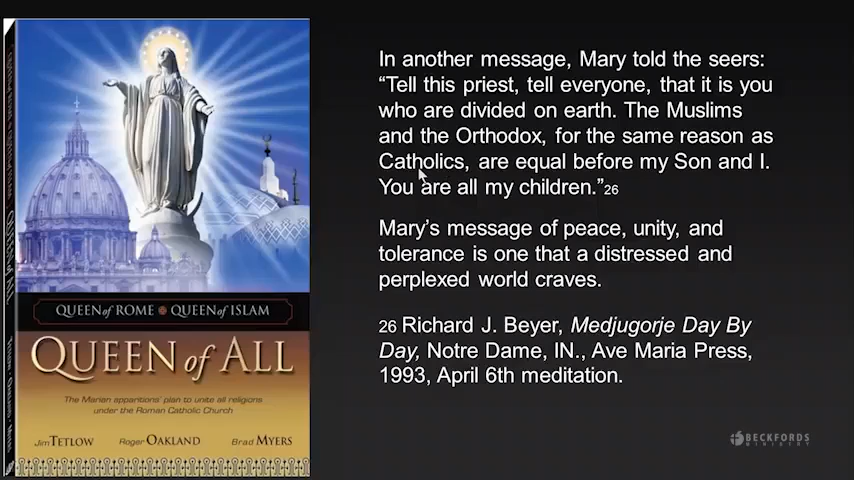 In another message, Mary told the seers:
“Tell this priest, tell everyone, that it is you
who are divided on earth. The Muslims
and the Orthodox, for the same reason as
Catholics, are equal before my Son and I.
You are all my children.”26
Mary’s message of peace, unity, and
tolerance is one that a distressed and
perplexed world craves.
26 Richard J. Beyer, Medjugorje Day By
Day, Notre Dame, IN., Ave Maria Press,
1993, April 6th meditation.
QUEEN of ROME QUEEN of ISLAM
QUEEN of ALL
The Marian apparitions' plan to unite all religions
under the Roman Catholic Church
Jim TETLOW Roger OAKLAND Brad MYERS
BECKFORDS
MINISTRY